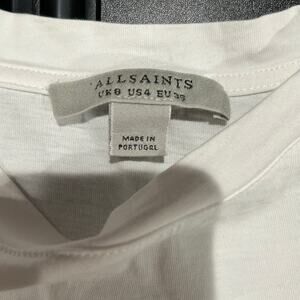 ALLSAINTS
UK8 US4 EU36
MADE IN
PORTUGAL